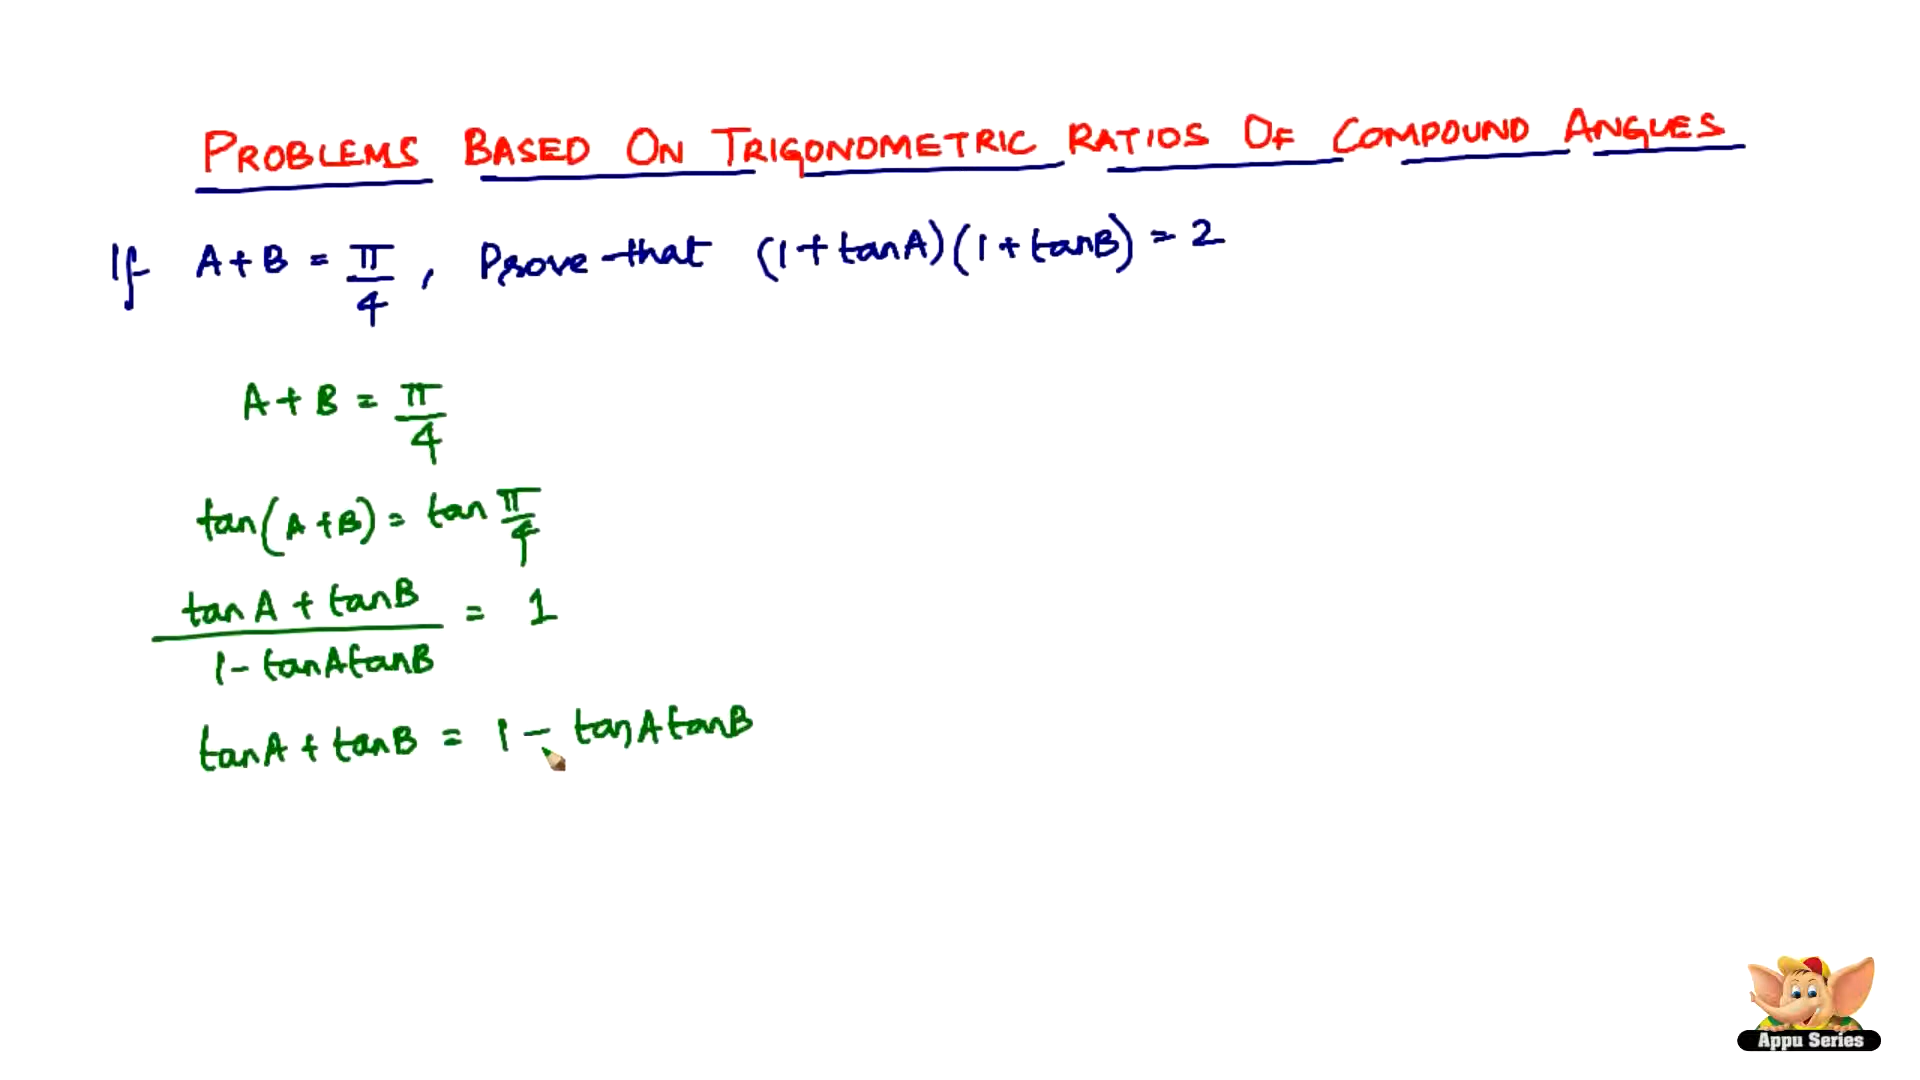 PROBLEMS BASED ON TRIGONOMETRIC RATIOS OF COMPOUND ANGLES
If A + B = π/4, Prove that (1 + tanA)(1 + tanB) = 2
A + B = π/4
tan(A + B) = tan π/4
(tanA + tanB)/(1 - tanAtanB) = 1
tanA + tanB = 1 - tanAtanB
Appu Series